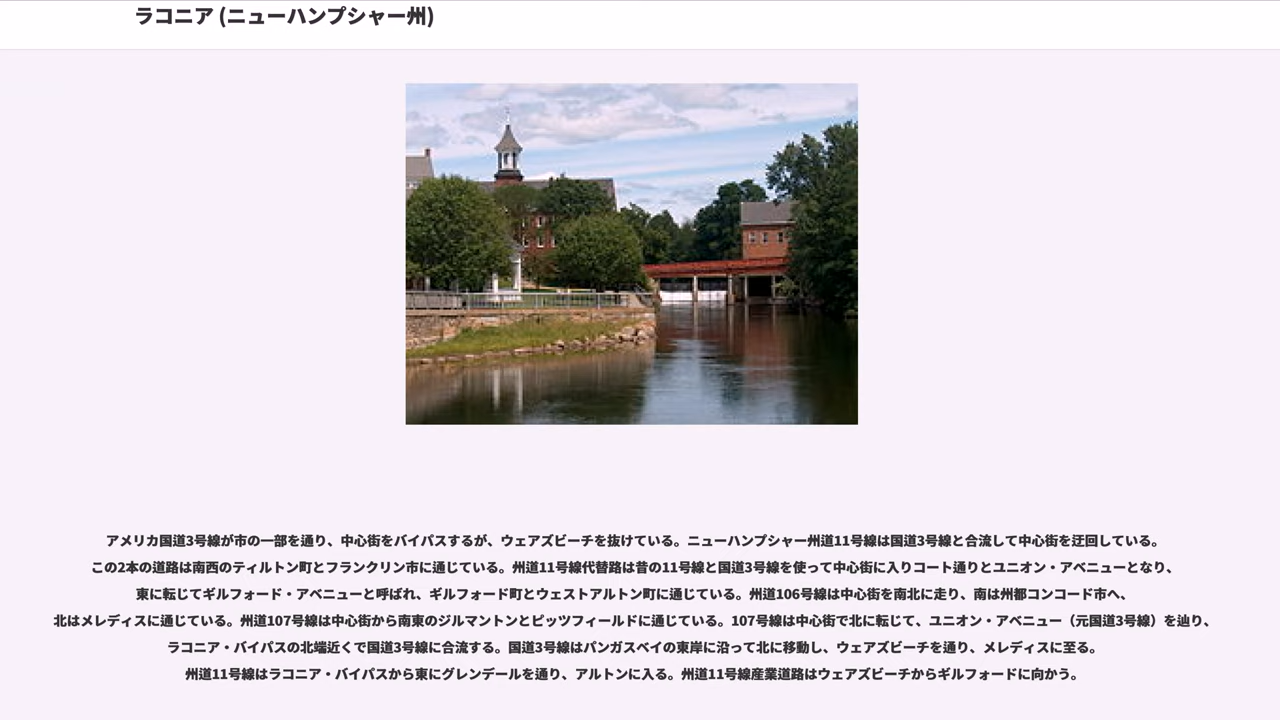 ラコニア (ニューハンプシャー州)
アメリカ国道3号線が市の一部を通り、中心街をバイパスするが、ウェアズビーチを抜けている。ニューハンプシャー州道11号線は国道3号線と合流して中心街を迂回している。
この2本の道路は南西のティルトン町とフランクリン市に通じている。州道11号線代替路は昔の11号線と国道3号線を使って中心街に入りコート通りとユニオン・アベニューとなり、
東に転じてギルフォード・アベニューと呼ばれ、ギルフォード町とウェストアルトン町に通じている。州道106号線は中心街を南北に走り、南は州都コンコード市へ、
北はメレディスに通じている。州道107号線は中心街から南東のジルマントンとピッツフィールドに通じている。107号線は中心街で北に転じて、ユニオン・アベニュー（元国道3号線）を辿り、
ラコニア・バイパスの北端近くで国道3号線に合流する。国道3号線はパンガスベイの東岸に沿って北に移動し、ウェアズビーチを通り、メレディスに至る。
州道11号線はラコニア・バイパスから東にグレンデールを通り、アルトンに入る。州道11号線産業道路はウェアズビーチからギルフォードに向かう。